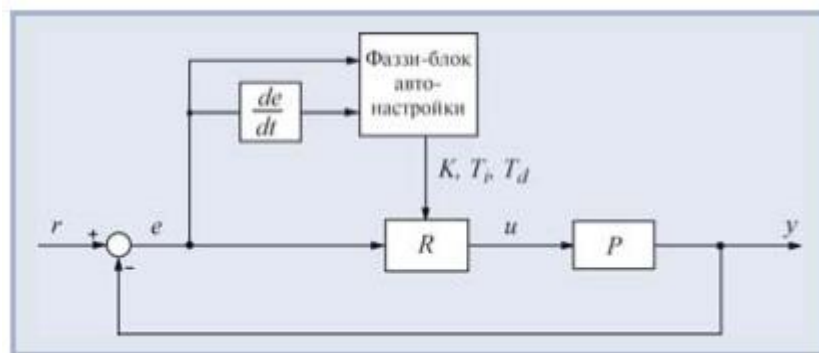 Фаззи-блок
авто-
настройки
de
dt
K, Ti, Td
r
+
e
−
R
u
P
y